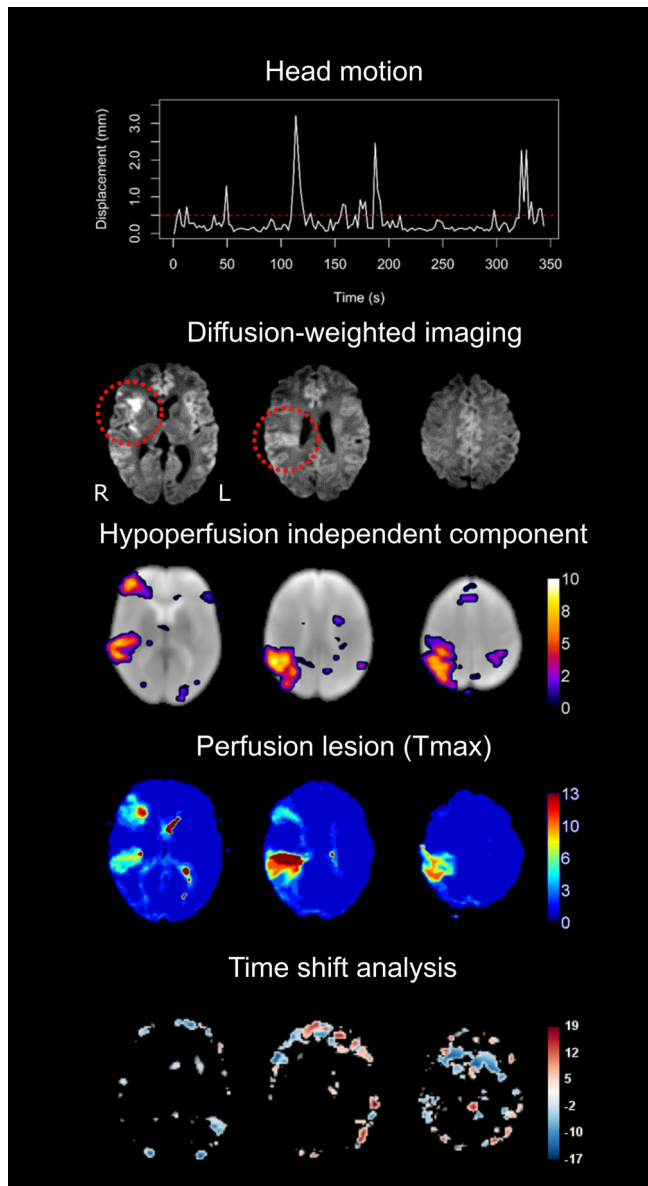 Head motion
Displacement (mm)
3.0
2.0
1.0
0.0
0 50 100 150 200 250 300 350
Time (s)
Diffusion-weighted imaging
R L
Hypoperfusion independent component
10
8
6
4
2
0
Perfusion lesion (Tmax)
13
10
6
3
0
Time shift analysis
19
12
5
-2
-10
-17